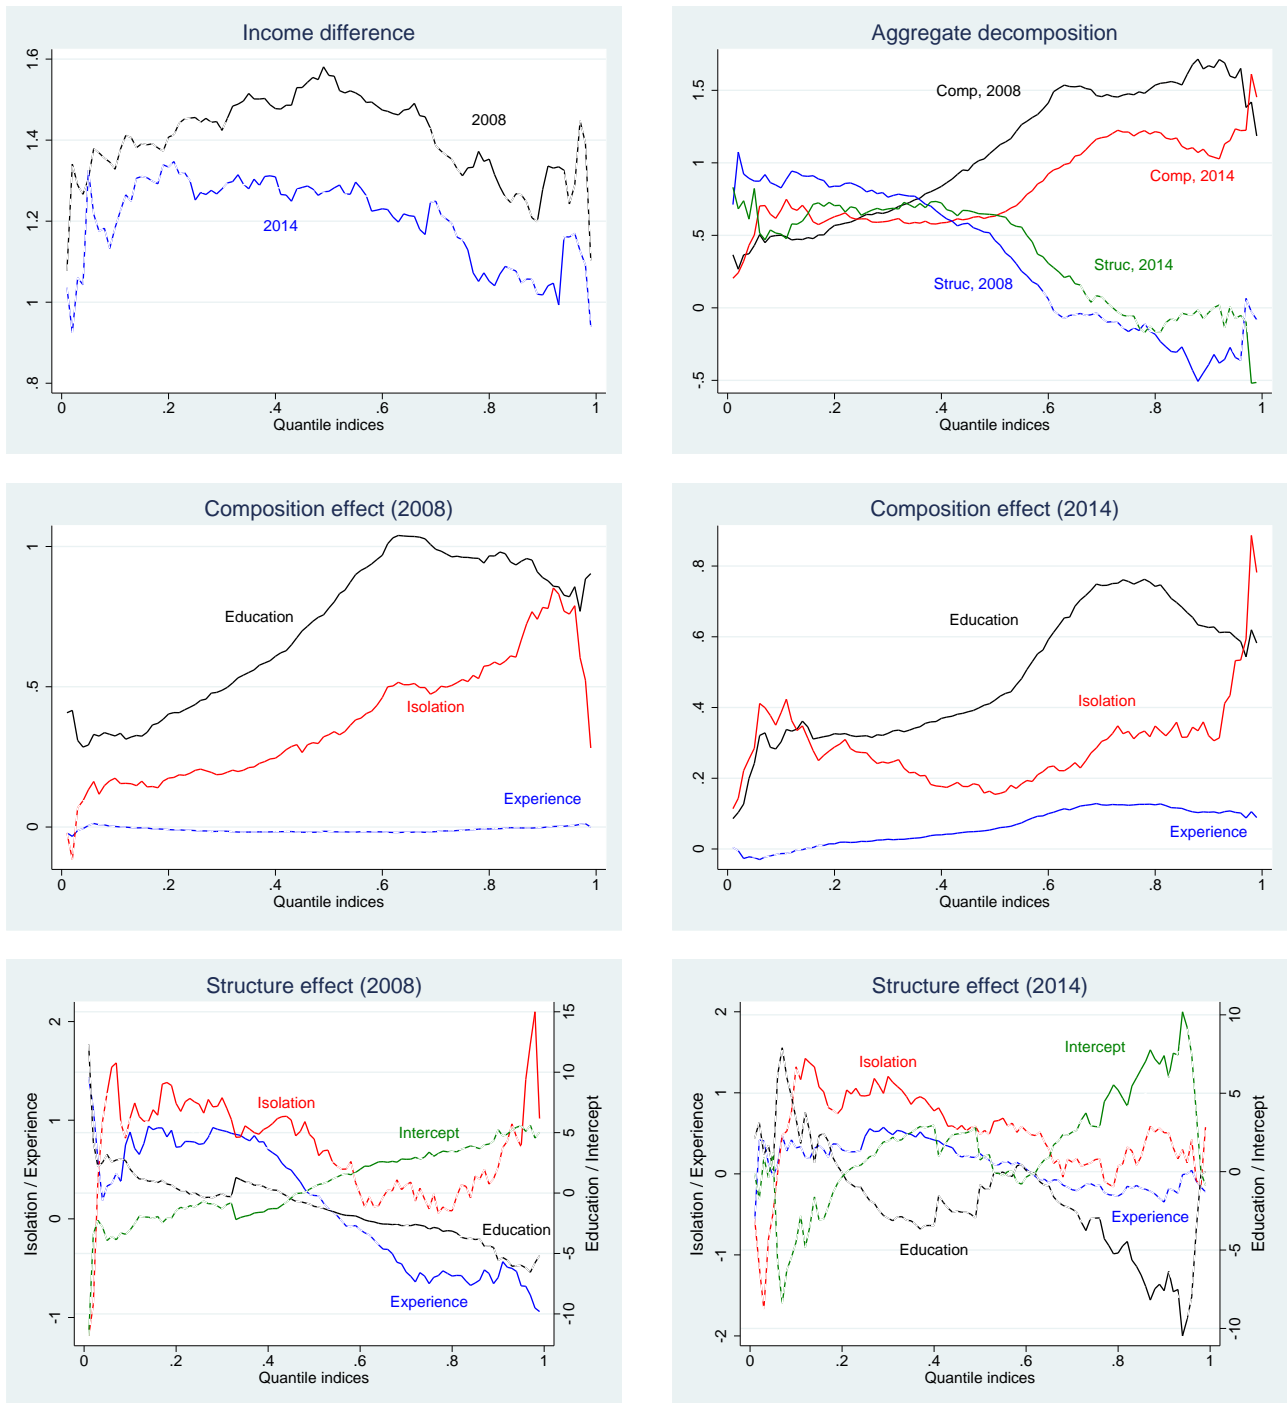 Income difference
1.6
1.4
1.2
1
.8
2008
2014
0 .2 .4 .6 .8 1
Quantile indices
Aggregate decomposition
1.5
1
.5
0
-.5
Comp, 2008
Comp, 2014
Struc, 2014
Struc, 2008
0 .2 .4 .6 .8 1
Quantile indices
Composition effect (2008)
1
.5
0
Education
Isolation
Experience
0 .2 .4 .6 .8 1
Quantile indices
Composition effect (2014)
.8
.6
.4
.2
0
Education
Isolation
Experience
0 .2 .4 .6 .8 1
Quantile indices
Structure effect (2008)
Isolation / Experience
2
1
0
-1
Isolation
Intercept
Education
Experience
15
10
5
0
-5
-10
Education / Intercept
0 .2 .4 .6 .8 1
Quantile indices
Structure effect (2014)
Isolation / Experience
2
1
0
-1
-2
Intercept
Isolation
Experience
Education
10
5
0
-5
-10
Education / Intercept
0 .2 .4 .6 .8 1
Quantile indices